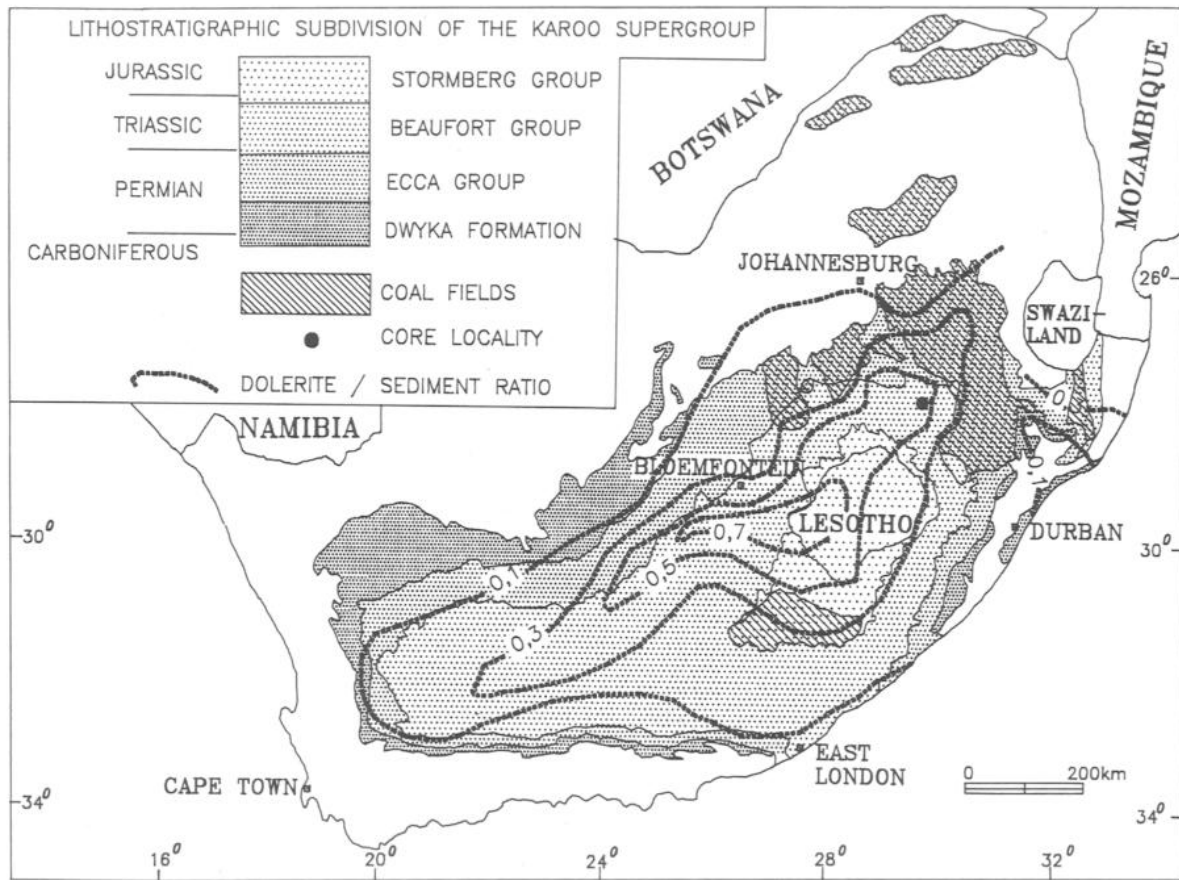 LITHOSTRATIGRAPHIC SUBDIVISION OF THE KAROO SUPERGROUP
JURASSIC
STORMBERG GROUP
TRIASSIC
BEAUFORT GROUP
PERMIAN
ECCA GROUP
DWYKA FORMATION
CARBONIFEROUS
COAL FIELDS
CORE LOCALITY
DOLERITE / SEDIMENT RATIO
BOTSWANA
MOZAMBIQUE
JOHANNESBURG
26°
SWAZI-
LAND
NAMIBIA
BLOEMFONTEIN
0,1
LESOTHO
0,7
DURBAN
30°
30°
0,5
0,1
0,3
EAST
LONDON
CAPE TOWN
0
200km
34°
34°
16°
20°
24°
28°
32°